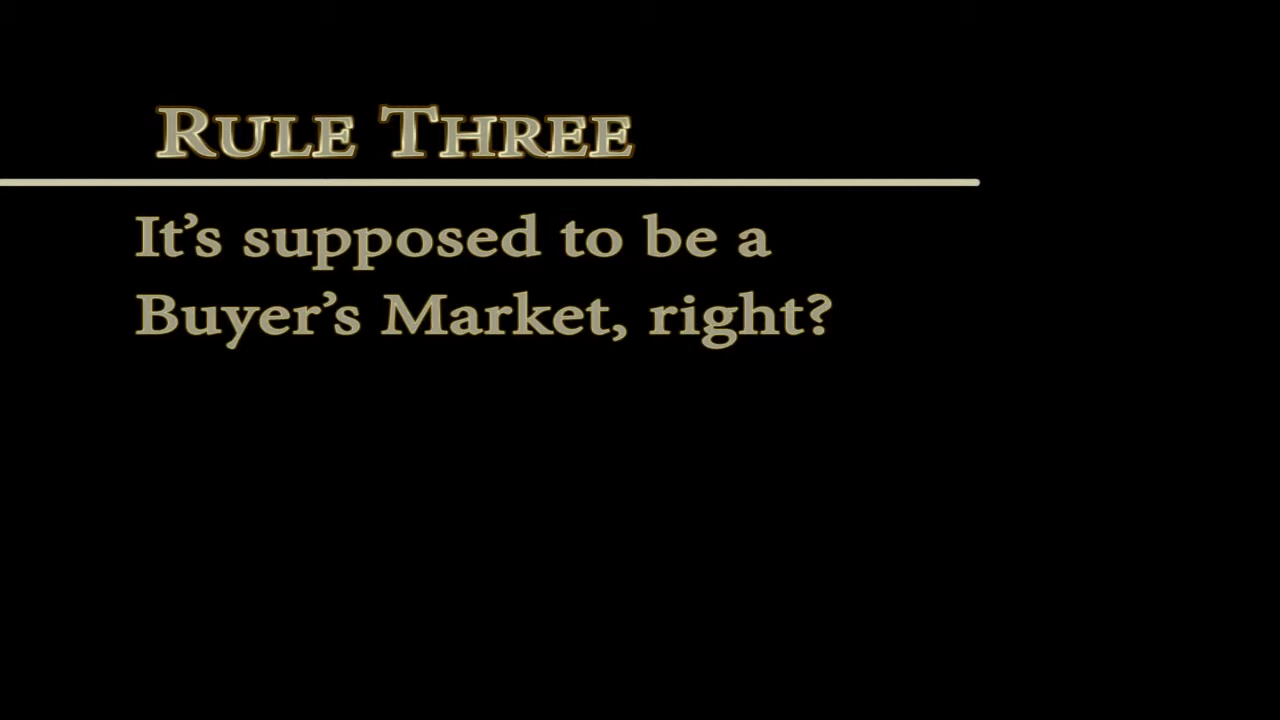 Rule Three
It’s supposed to be a
Buyer’s Market, right?